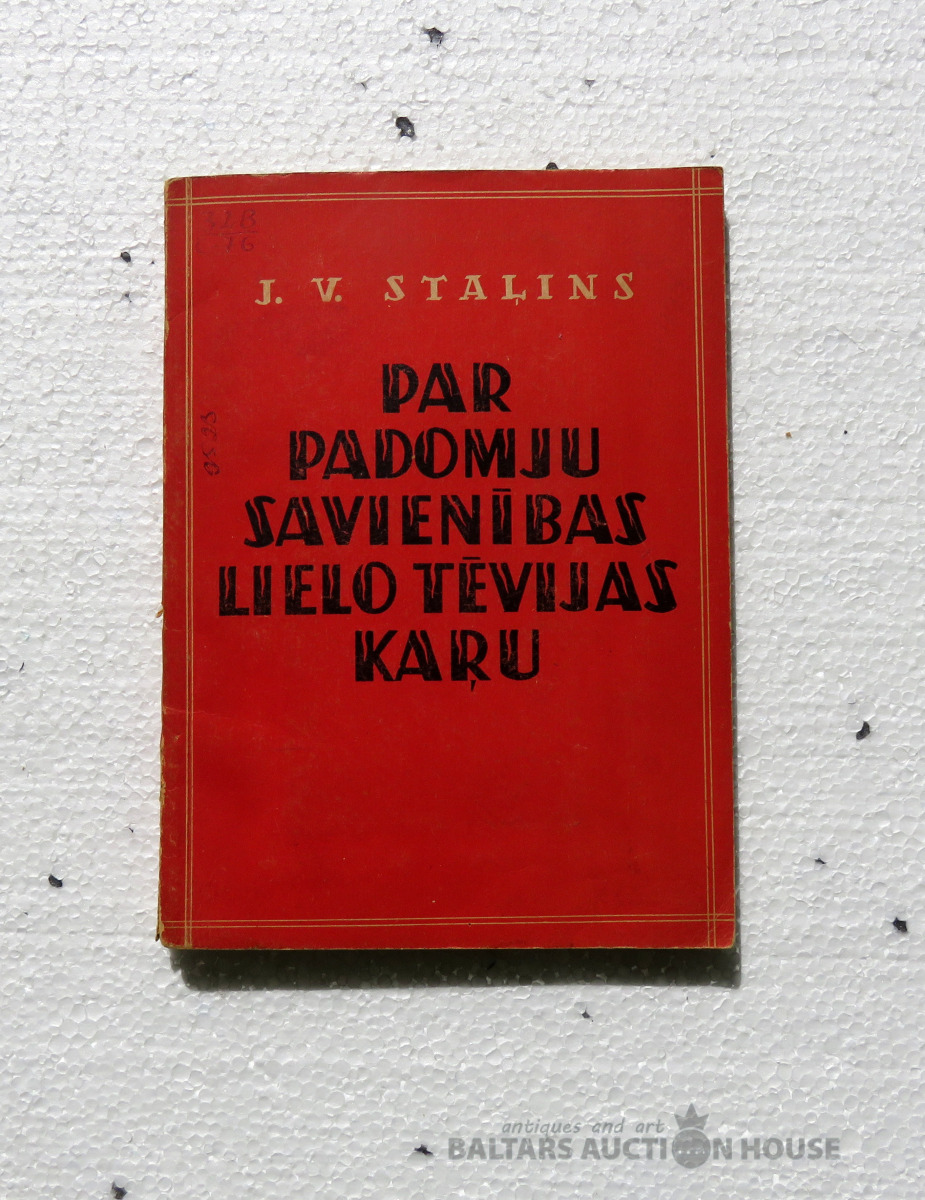 J. V. STAĻINS
PAR
PADOMJU
SAVIENĪBAS
LIELO TĒVIJAS
KAŖU
antiques and art
BALTARS AUCTION HOUSE